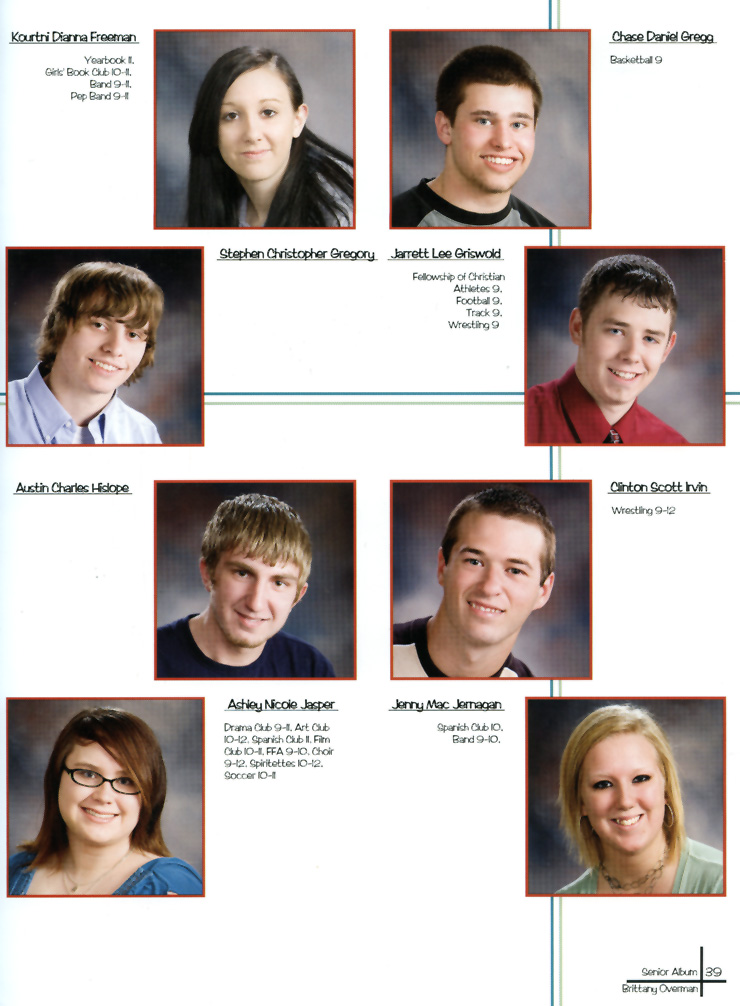 Kourtni Dianna Freeman
Yearbook 11,
Girls' Book Club 10-11,
Band 9-11,
Pep Band 9-11
Chase Daniel Gregg
Basketball 9
Stephen Christopher Gregory
Jarrett Lee Griswold
Fellowship of Christian
Athletes 9,
Football 9,
Track 9,
Wrestling 9
Austin Charles Hislope
Clinton Scott Irvin
Wrestling 9-12
Ashley Nicole Jasper
Drama Club 9-11, Art Club
10-12, Spanish Club 11, Film
Club 10-11, FFA 9-10, Choir
9-12, Spiritettes 10-12,
Soccer 10-11
Jenny Mac Jernagan
Spanish Club 10,
Band 9-10,
Senior Album 39
Brittany Overman